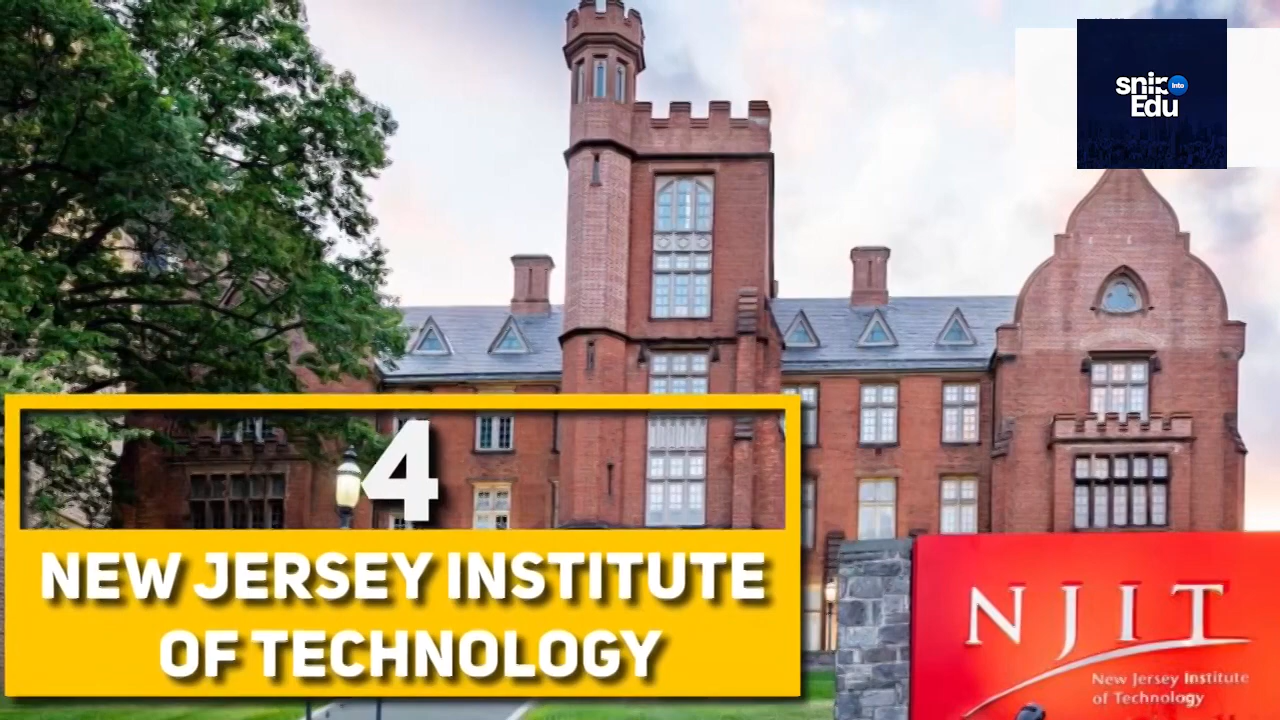 snip
Into
Edu
4
NEW JERSEY INSTITUTE
OF TECHNOLOGY
NJIT
New Jersey Institute
of Technology